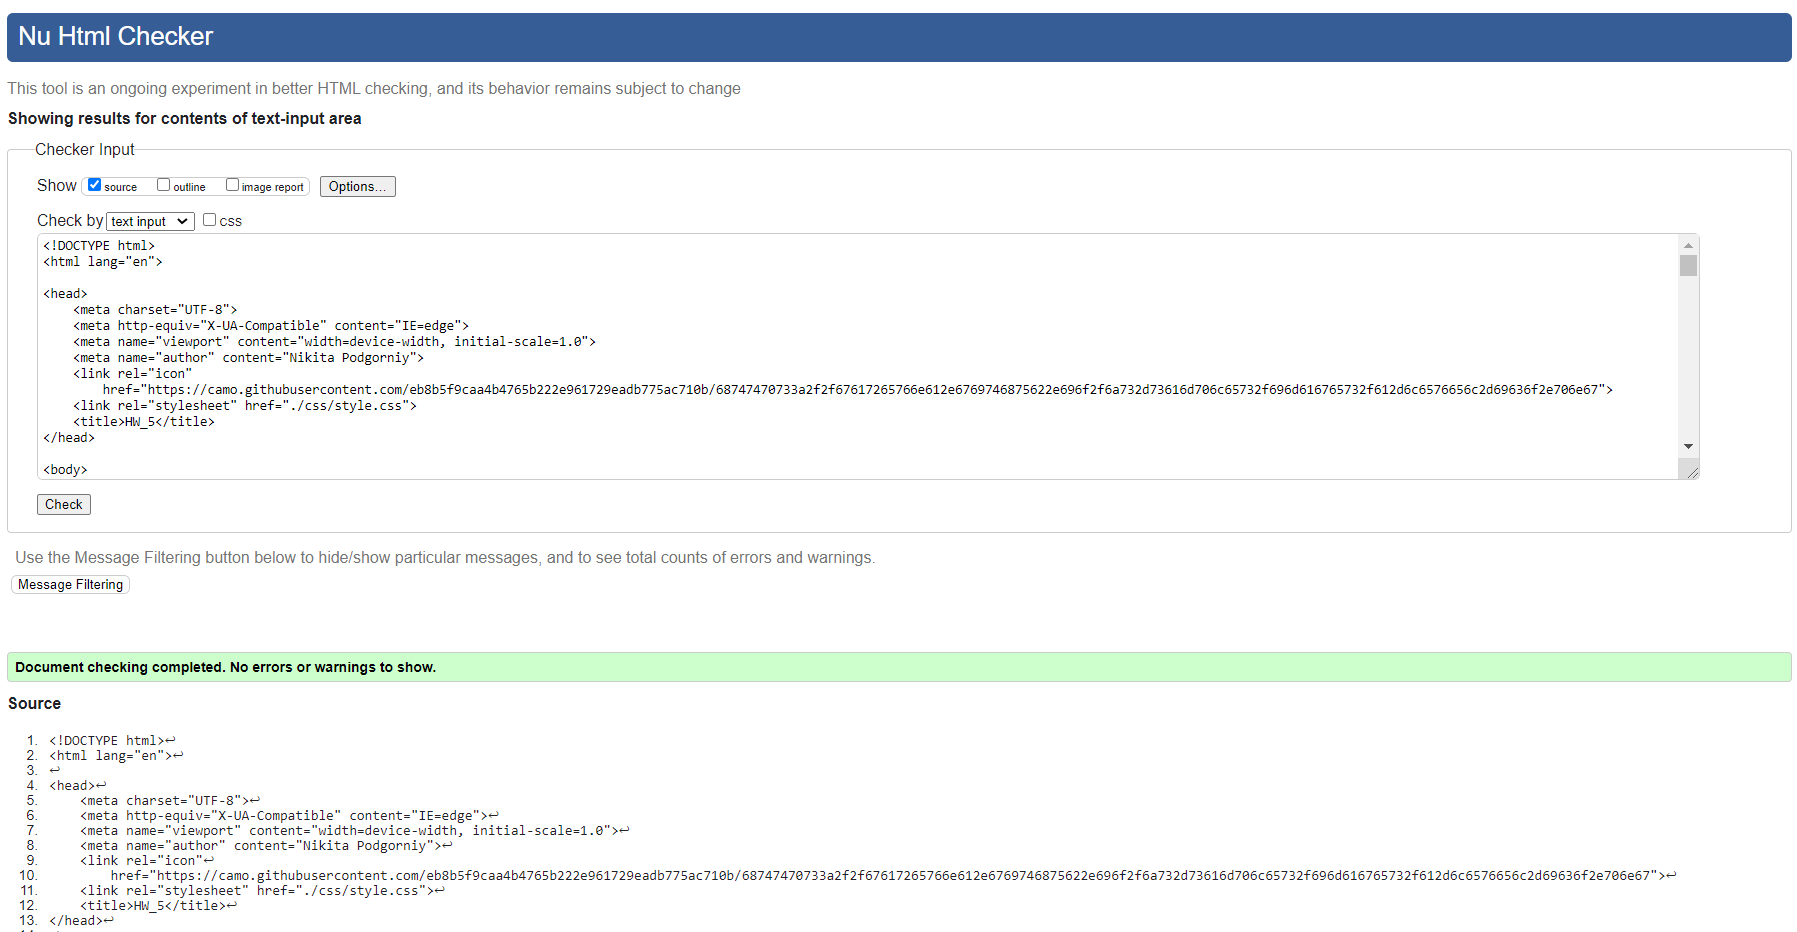 Nu Html Checker
This tool is an ongoing experiment in better HTML checking, and its behavior remains subject to change
Showing results for contents of text-input area
Checker Input
Show source outline image report Options...
Check by text input css
<!DOCTYPE html>
<html lang="en">
<head>
    <meta charset="UTF-8">
    <meta http-equiv="X-UA-Compatible" content="IE=edge">
    <meta name="viewport" content="width=device-width, initial-scale=1.0">
    <meta name="author" content="Nikita Podgorniy">
    <link rel="icon"
        href="https://camo.githubusercontent.com/eb8b5f9caa4b4765b222e961729eadb775ac710b/68747470733a2f2f67617265766e612e6769746875622e696f2f6a732d73616d706c65732f696d616765732f612d6c6576656c2d69636f2e706e67">
    <link rel="stylesheet" href="./css/style.css">
    <title>HW_5</title>
</head>
<body>
Check
Use the Message Filtering button below to hide/show particular messages, and to see total counts of errors and warnings.
Message Filtering
Document checking completed. No errors or warnings to show.
Source
1. <!DOCTYPE html>↩
2. <html lang="en">↩
3. ↩
4. <head>↩
5.     <meta charset="UTF-8">↩
6.     <meta http-equiv="X-UA-Compatible" content="IE=edge">↩
7.     <meta name="viewport" content="width=device-width, initial-scale=1.0">↩
8.     <meta name="author" content="Nikita Podgorniy">↩
9.     <link rel="icon"↩
10.         href="https://camo.githubusercontent.com/eb8b5f9caa4b4765b222e961729eadb775ac710b/68747470733a2f2f67617265766e612e6769746875622e696f2f6a732d73616d706c65732f696d616765732f612d6c6576656c2d69636f2e706e67">↩
11.     <link rel="stylesheet" href="./css/style.css">↩
12.     <title>HW_5</title>↩
13. </head>↩